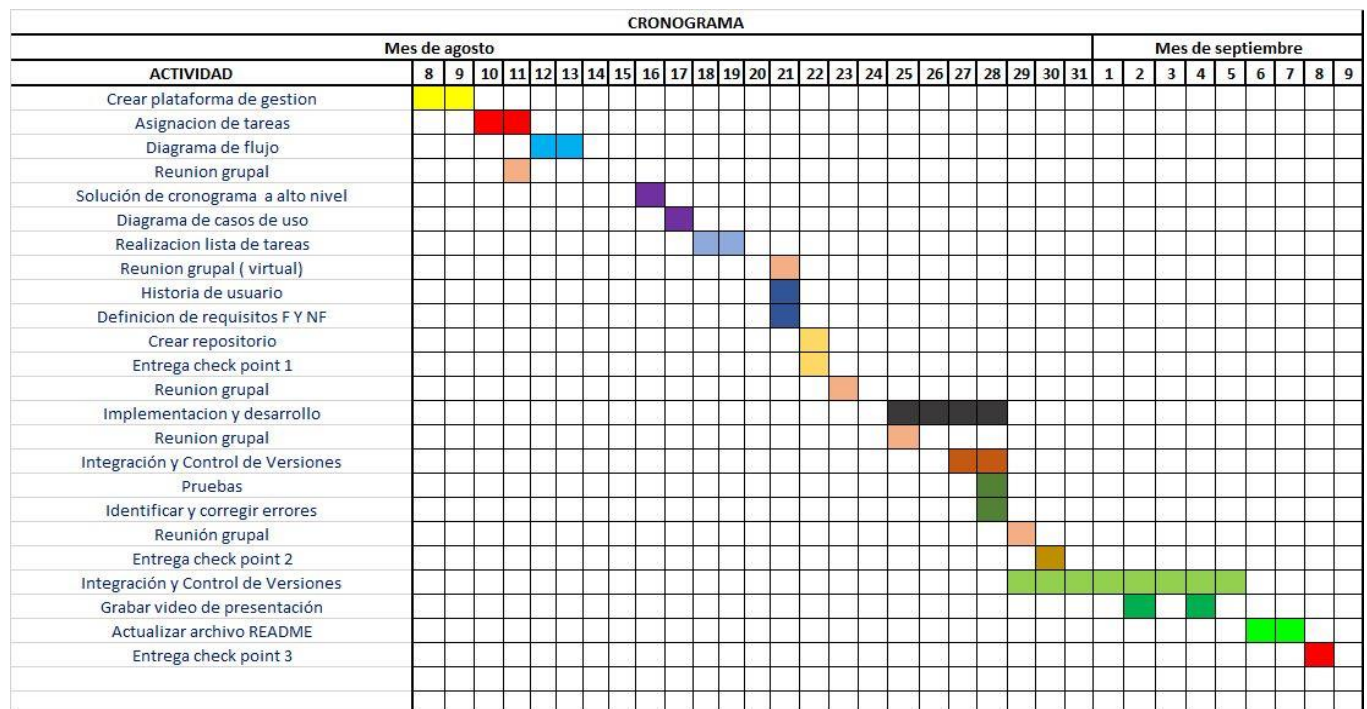 CRONOGRAMA
Mes de agosto Mes de septiembre
ACTIVIDAD 8 9 10 11 12 13 14 15 16 17 18 19 20 21 22 23 24 25 26 27 28 29 30 31 1 2 3 4 5 6 7 8 9
Crear plataforma de gestion
Asignacion de tareas
Diagrama de flujo
Reunion grupal
Solución de cronograma a alto nivel
Diagrama de casos de uso
Realizacion lista de tareas
Reunion grupal ( virtual)
Historia de usuario
Definicion de requisitos F Y NF
Crear repositorio
Entrega check point 1
Reunion grupal
Implementacion y desarrollo
Reunion grupal
Integración y Control de Versiones
Pruebas
Identificar y corregir errores
Reunión grupal
Entrega check point 2
Integración y Control de Versiones
Grabar video de presentación
Actualizar archivo README
Entrega check point 3